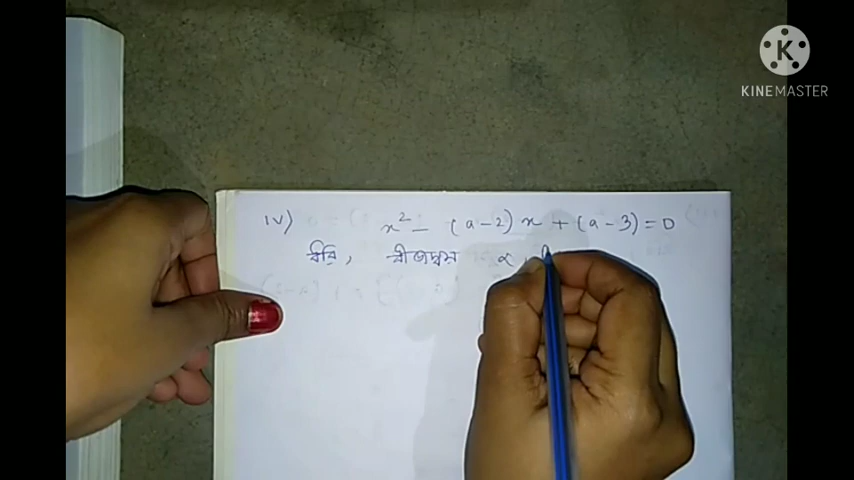 KINEMASTER
iv) x² - (a-2)x + (a-3) = 0
ধরি, বীজদ্বয় α,